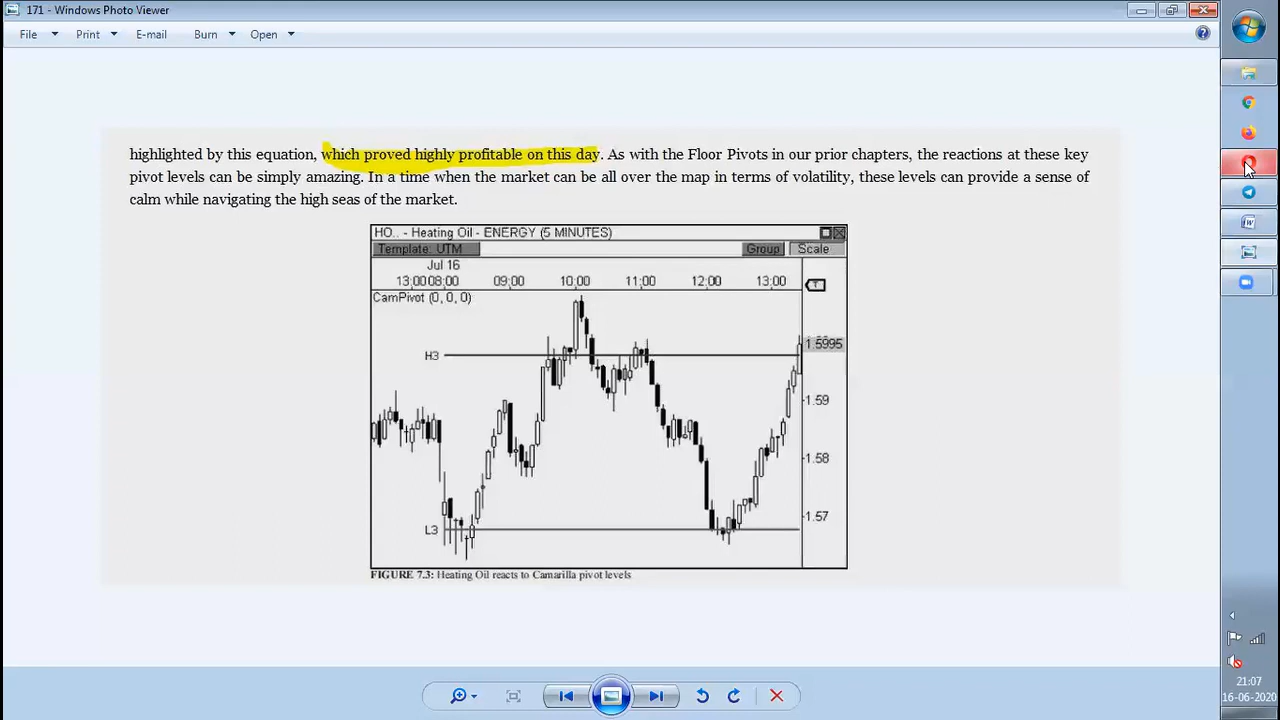 171 - Windows Photo Viewer
File Print E-mail Burn Open
highlighted by this equation, which proved highly profitable on this day. As with the Floor Pivots in our prior chapters, the reactions at these key
pivot levels can be simply amazing. In a time when the market can be all over the map in terms of volatility, these levels can provide a sense of
calm while navigating the high seas of the market.
HO.. - Heating Oil - ENERGY (5 MINUTES)
Template: UTM Group Scale
Jul 16
13:00 08:00 09:00 10:00 11:00 12:00 13:00
CamPivot (0, 0, 0)
1.5995
H3
1.59
1.58
1.57
L3
FIGURE 7.3: Heating Oil reacts to Camarilla pivot levels
21:07
16-06-2020